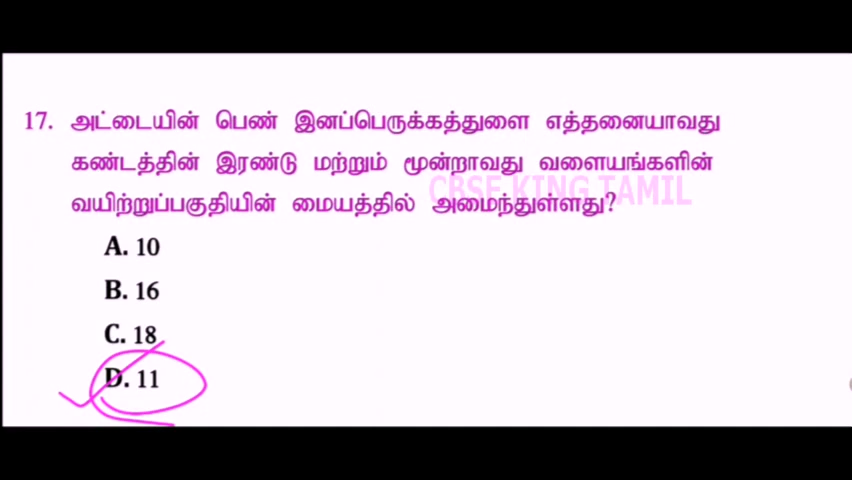 17. அட்டையின் பெண் இனப்பெருக்கத்துளை எத்தனையாவது
கண்டத்தின் இரண்டு மற்றும் மூன்றாவது வளையங்களின்
CBSE KING TAMIL
வயிற்றுப்பகுதியின் மையத்தில் அமைந்துள்ளது?
A. 10
B. 16
C. 18
D. 11